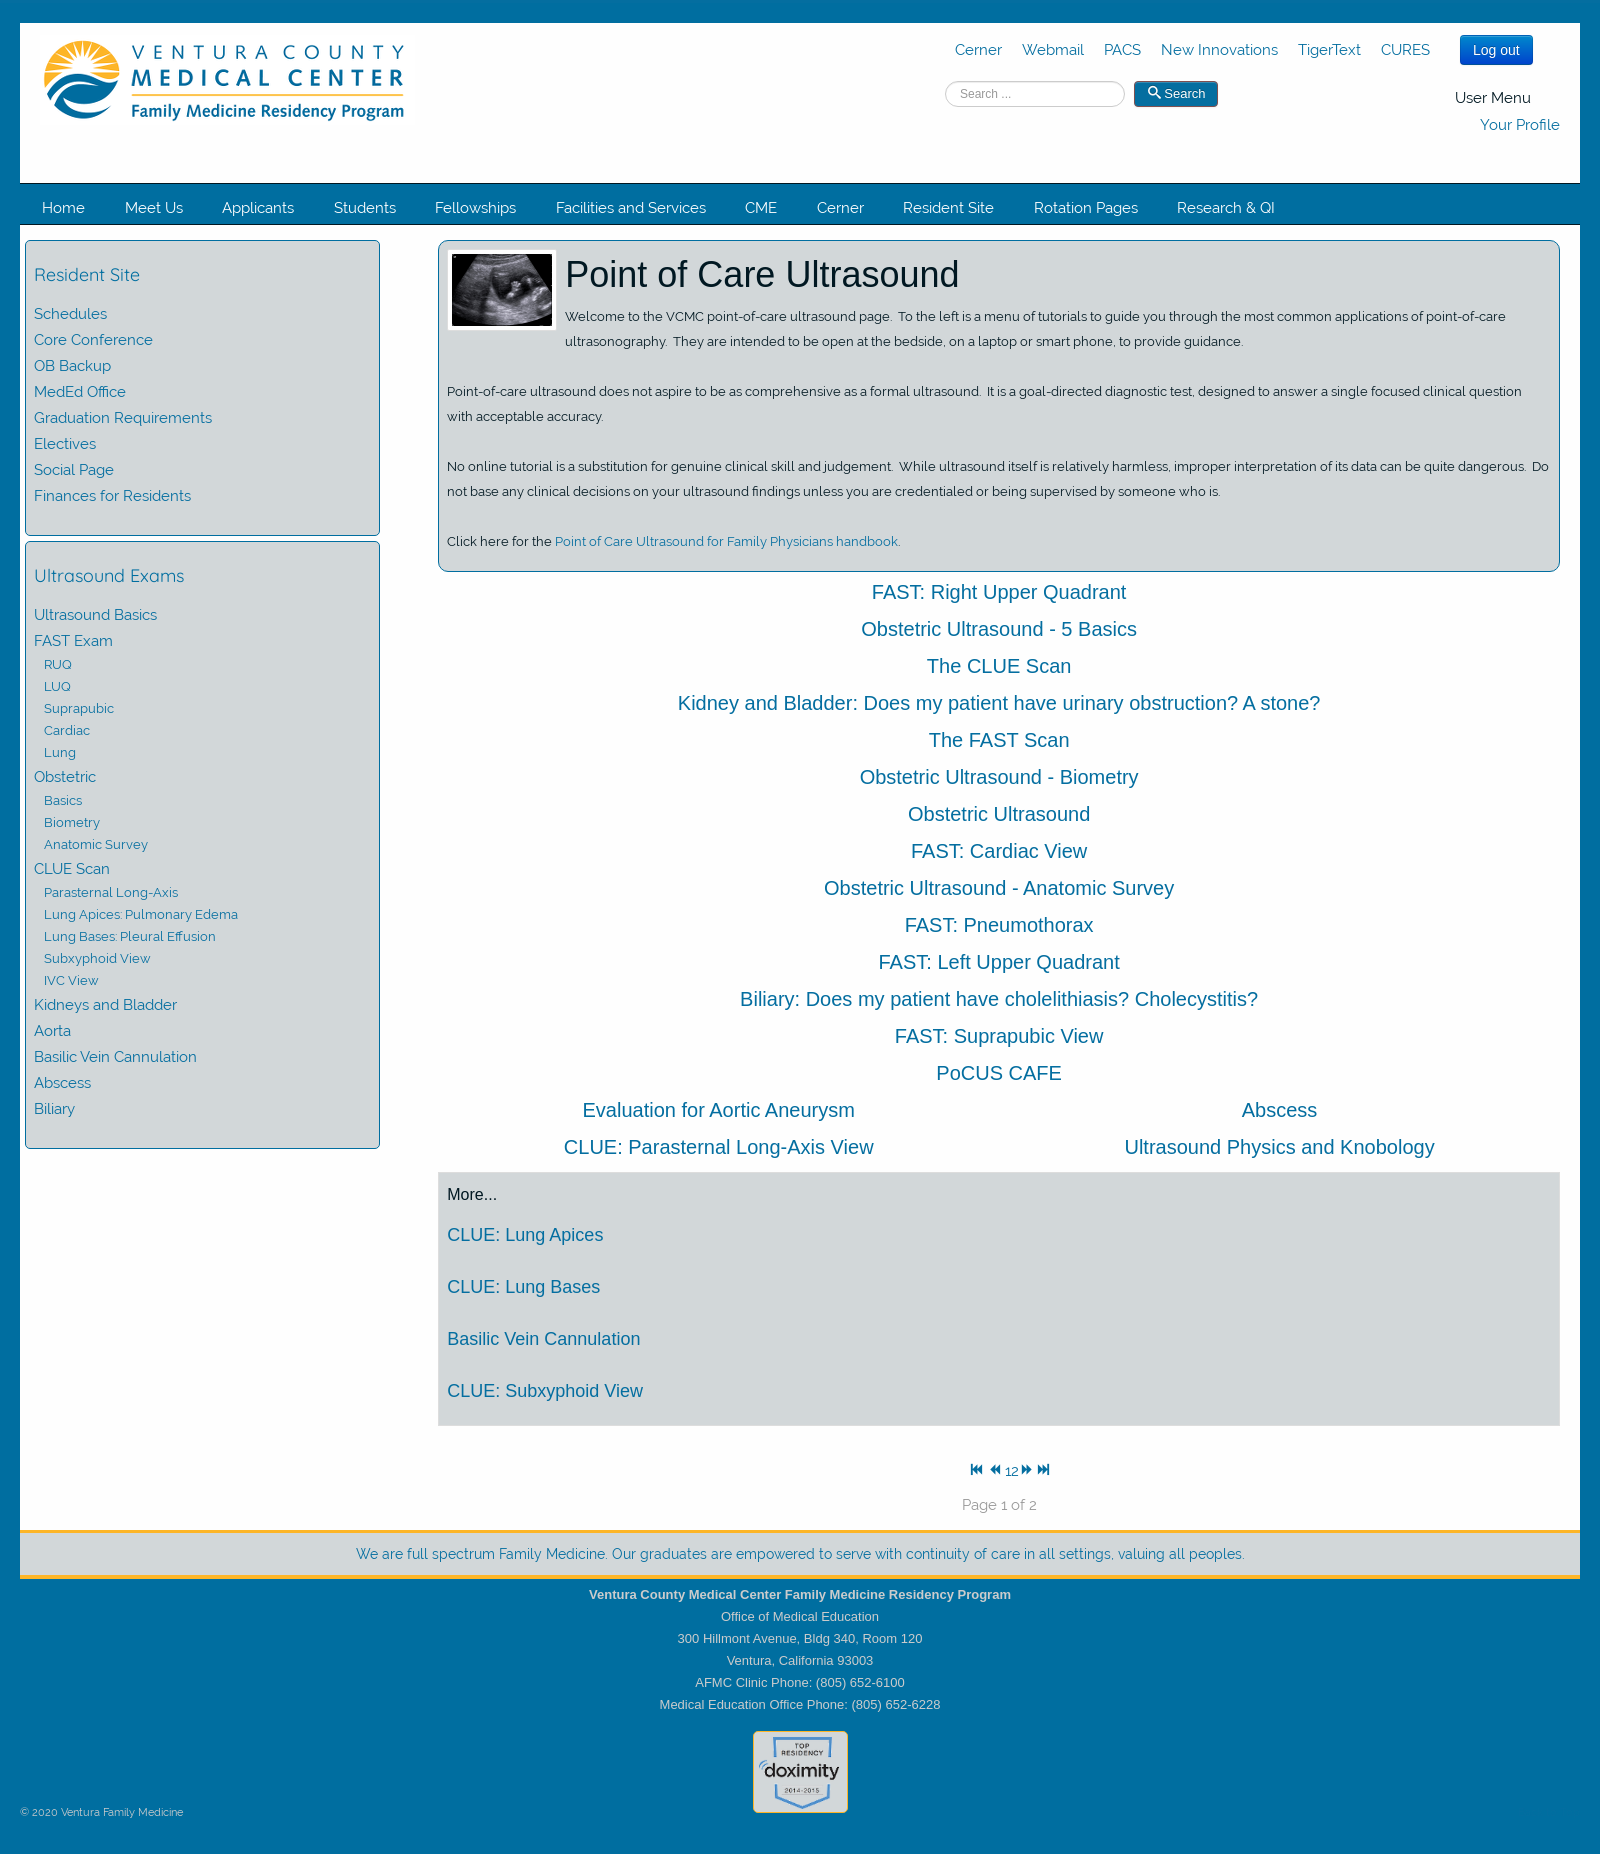 VENTURA COUNTY
MEDICAL CENTER
Family Medicine Residency Program
Cerner Webmail PACS New Innovations TigerText CURES Log out
Search ... Search
User Menu
Your Profile
Home Meet Us Applicants Students Fellowships Facilities and Services CME Cerner Resident Site Rotation Pages Research & QI
Resident Site
Schedules
Core Conference
OB Backup
MedEd Office
Graduation Requirements
Electives
Social Page
Finances for Residents
Ultrasound Exams
Ultrasound Basics
FAST Exam
RUQ
LUQ
Suprapubic
Cardiac
Lung
Obstetric
Basics
Biometry
Anatomic Survey
CLUE Scan
Parasternal Long-Axis
Lung Apices: Pulmonary Edema
Lung Bases: Pleural Effusion
Subxyphoid View
IVC View
Kidneys and Bladder
Aorta
Basilic Vein Cannulation
Abscess
Biliary
Point of Care Ultrasound
Welcome to the VCMC point-of-care ultrasound page. To the left is a menu of tutorials to guide you through the most common applications of point-of-care
ultrasonography. They are intended to be open at the bedside, on a laptop or smart phone, to provide guidance.
Point-of-care ultrasound does not aspire to be as comprehensive as a formal ultrasound. It is a goal-directed diagnostic test, designed to answer a single focused clinical question
with acceptable accuracy.
No online tutorial is a substitution for genuine clinical skill and judgement. While ultrasound itself is relatively harmless, improper interpretation of its data can be quite dangerous. Do
not base any clinical decisions on your ultrasound findings unless you are credentialed or being supervised by someone who is.
Click here for the Point of Care Ultrasound for Family Physicians handbook.
FAST: Right Upper Quadrant
Obstetric Ultrasound - 5 Basics
The CLUE Scan
Kidney and Bladder: Does my patient have urinary obstruction? A stone?
The FAST Scan
Obstetric Ultrasound - Biometry
Obstetric Ultrasound
FAST: Cardiac View
Obstetric Ultrasound - Anatomic Survey
FAST: Pneumothorax
FAST: Left Upper Quadrant
Biliary: Does my patient have cholelithiasis? Cholecystitis?
FAST: Suprapubic View
PoCUS CAFE
Evaluation for Aortic Aneurysm Abscess
CLUE: Parasternal Long-Axis View Ultrasound Physics and Knobology
More...
CLUE: Lung Apices
CLUE: Lung Bases
Basilic Vein Cannulation
CLUE: Subxyphoid View
12
Page 1 of 2
We are full spectrum Family Medicine. Our graduates are empowered to serve with continuity of care in all settings, valuing all peoples.
Ventura County Medical Center Family Medicine Residency Program
Office of Medical Education
300 Hillmont Avenue, Bldg 340, Room 120
Ventura, California 93003
AFMC Clinic Phone: (805) 652-6100
Medical Education Office Phone: (805) 652-6228
TOP
RESIDENCY
doximity
2014-2015
© 2020 Ventura Family Medicine